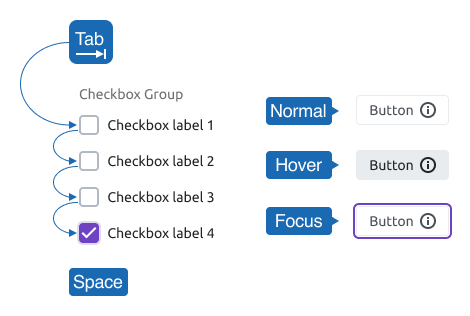 Tab
Checkbox Group
Checkbox label 1
Checkbox label 2
Checkbox label 3
Checkbox label 4
Space
Normal
Button
Hover
Button
Focus
Button